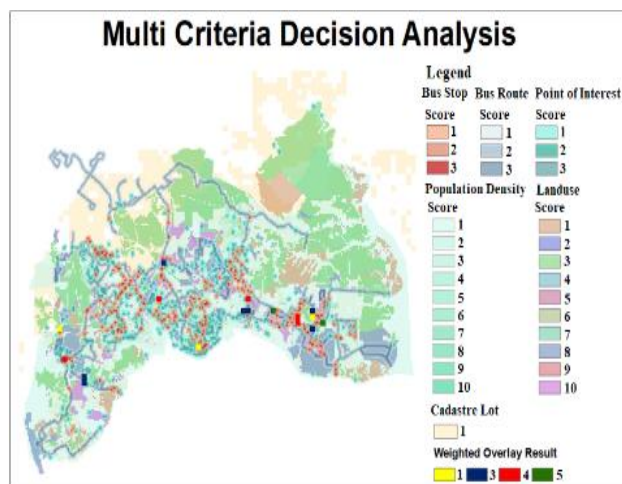 Multi Criteria Decision Analysis
Legend
Bus Stop Bus Route Point of Interest
Score Score Score
1 1 1
2 2 2
3 3 3
Population Density Landuse
Score Score
1 1
2 2
3 3
4 4
5 5
6 6
7 7
8 8
9 9
10 10
Cadastre Lot
1
Weighted Overlay Result
1 3 4 5